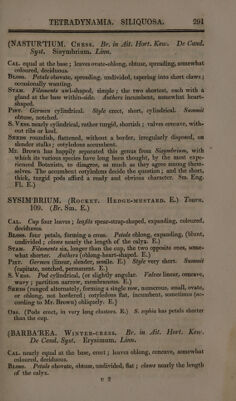 TETRADYNAMIA. SILIQUOSA. 291
(NASTURTIUM. Cress. Br. in Ait. Hort. Kew. De Cand.
Syst. Sisymbrium. Linn.
Cal. equal at the base; leaves ovate-oblong, obtuse, spreading, somewhat
coloured, deciduous.
Bloss. Petals obovate, spreading, undivided, tapering into short claws;
occasionally wanting.
Stam. Filaments awl-shaped, simple; the two shortest, each with a
gland at the base within-side. Anthers incumbent, somewhat heart-
shaped.
Pist. Germen cylindrical. Style erect, short, cylindrical. Summit
obtuse, notched.
S. Vess. nearly cylindrical, rather turgid, shortish; valves concave, with-
out ribs or keel.
Seeds roundish, flattened, without a border, irregularly disposed, on
slender stalks; cotyledons accumbent.
Mr. Brown has happily separated this genus from Sisymbrium, with
which its various species have long been thought, by the most expe-
rienced Botanists, to disagree, as much as they agree among them-
selves. The accumbent cotyledons decide the question; and the short,
thick, turgid pods afford a ready and obvious character. Sm. Eng.
Fl. E.)
SYSIM'BRIUM. (Rocket. Hedge-mustard. E.) Tourn.
109. (Br. Sm. E.)
Cal. Cup four leaves; leafits spear-strap-shaped, expanding, coloured,
deciduous.
Bloss. four petals, forming a cross. Petals oblong, expanding, (blunt,
undivided; claws nearly the length of the calyx. E.)
Stam. Filaments six, longer than the cup, the two opposite ones, some-
what shorter. Anthers (oblong-heart-shaped. E.)
Pist. Germen (linear, slender, sessile. E.) Style very short. Summit
(capitate, notched, permanent. E.)
S. Vess. Pod cylindrical, (or slightly angular. Valves linear, concave,
wavy; partition narrow, membranous. E.)
Seeds (ranged alternately, forming a single row, numerous, small, ovate,
or oblong, not bordered; cotyledons flat, incumbent, sometimes (ac-
cording to Mr. Brown) obliquely. E.)
Obs. (Pods erect, in very long clusters. E.) S. sophia has petals shorter
than the cup.
(BARBA'REA. Winter-cress. Br. in Ait. Hort. Kew.
De Cand. Syst. Erysimum. Linn.
Cal. nearly equal at the base, erect; leaves oblong, concave, somewhat
coloured, deciduous.
Bloss. Petals obovate, obtuse, undivided, flat; claws nearly the length
of the calyx.
U 2